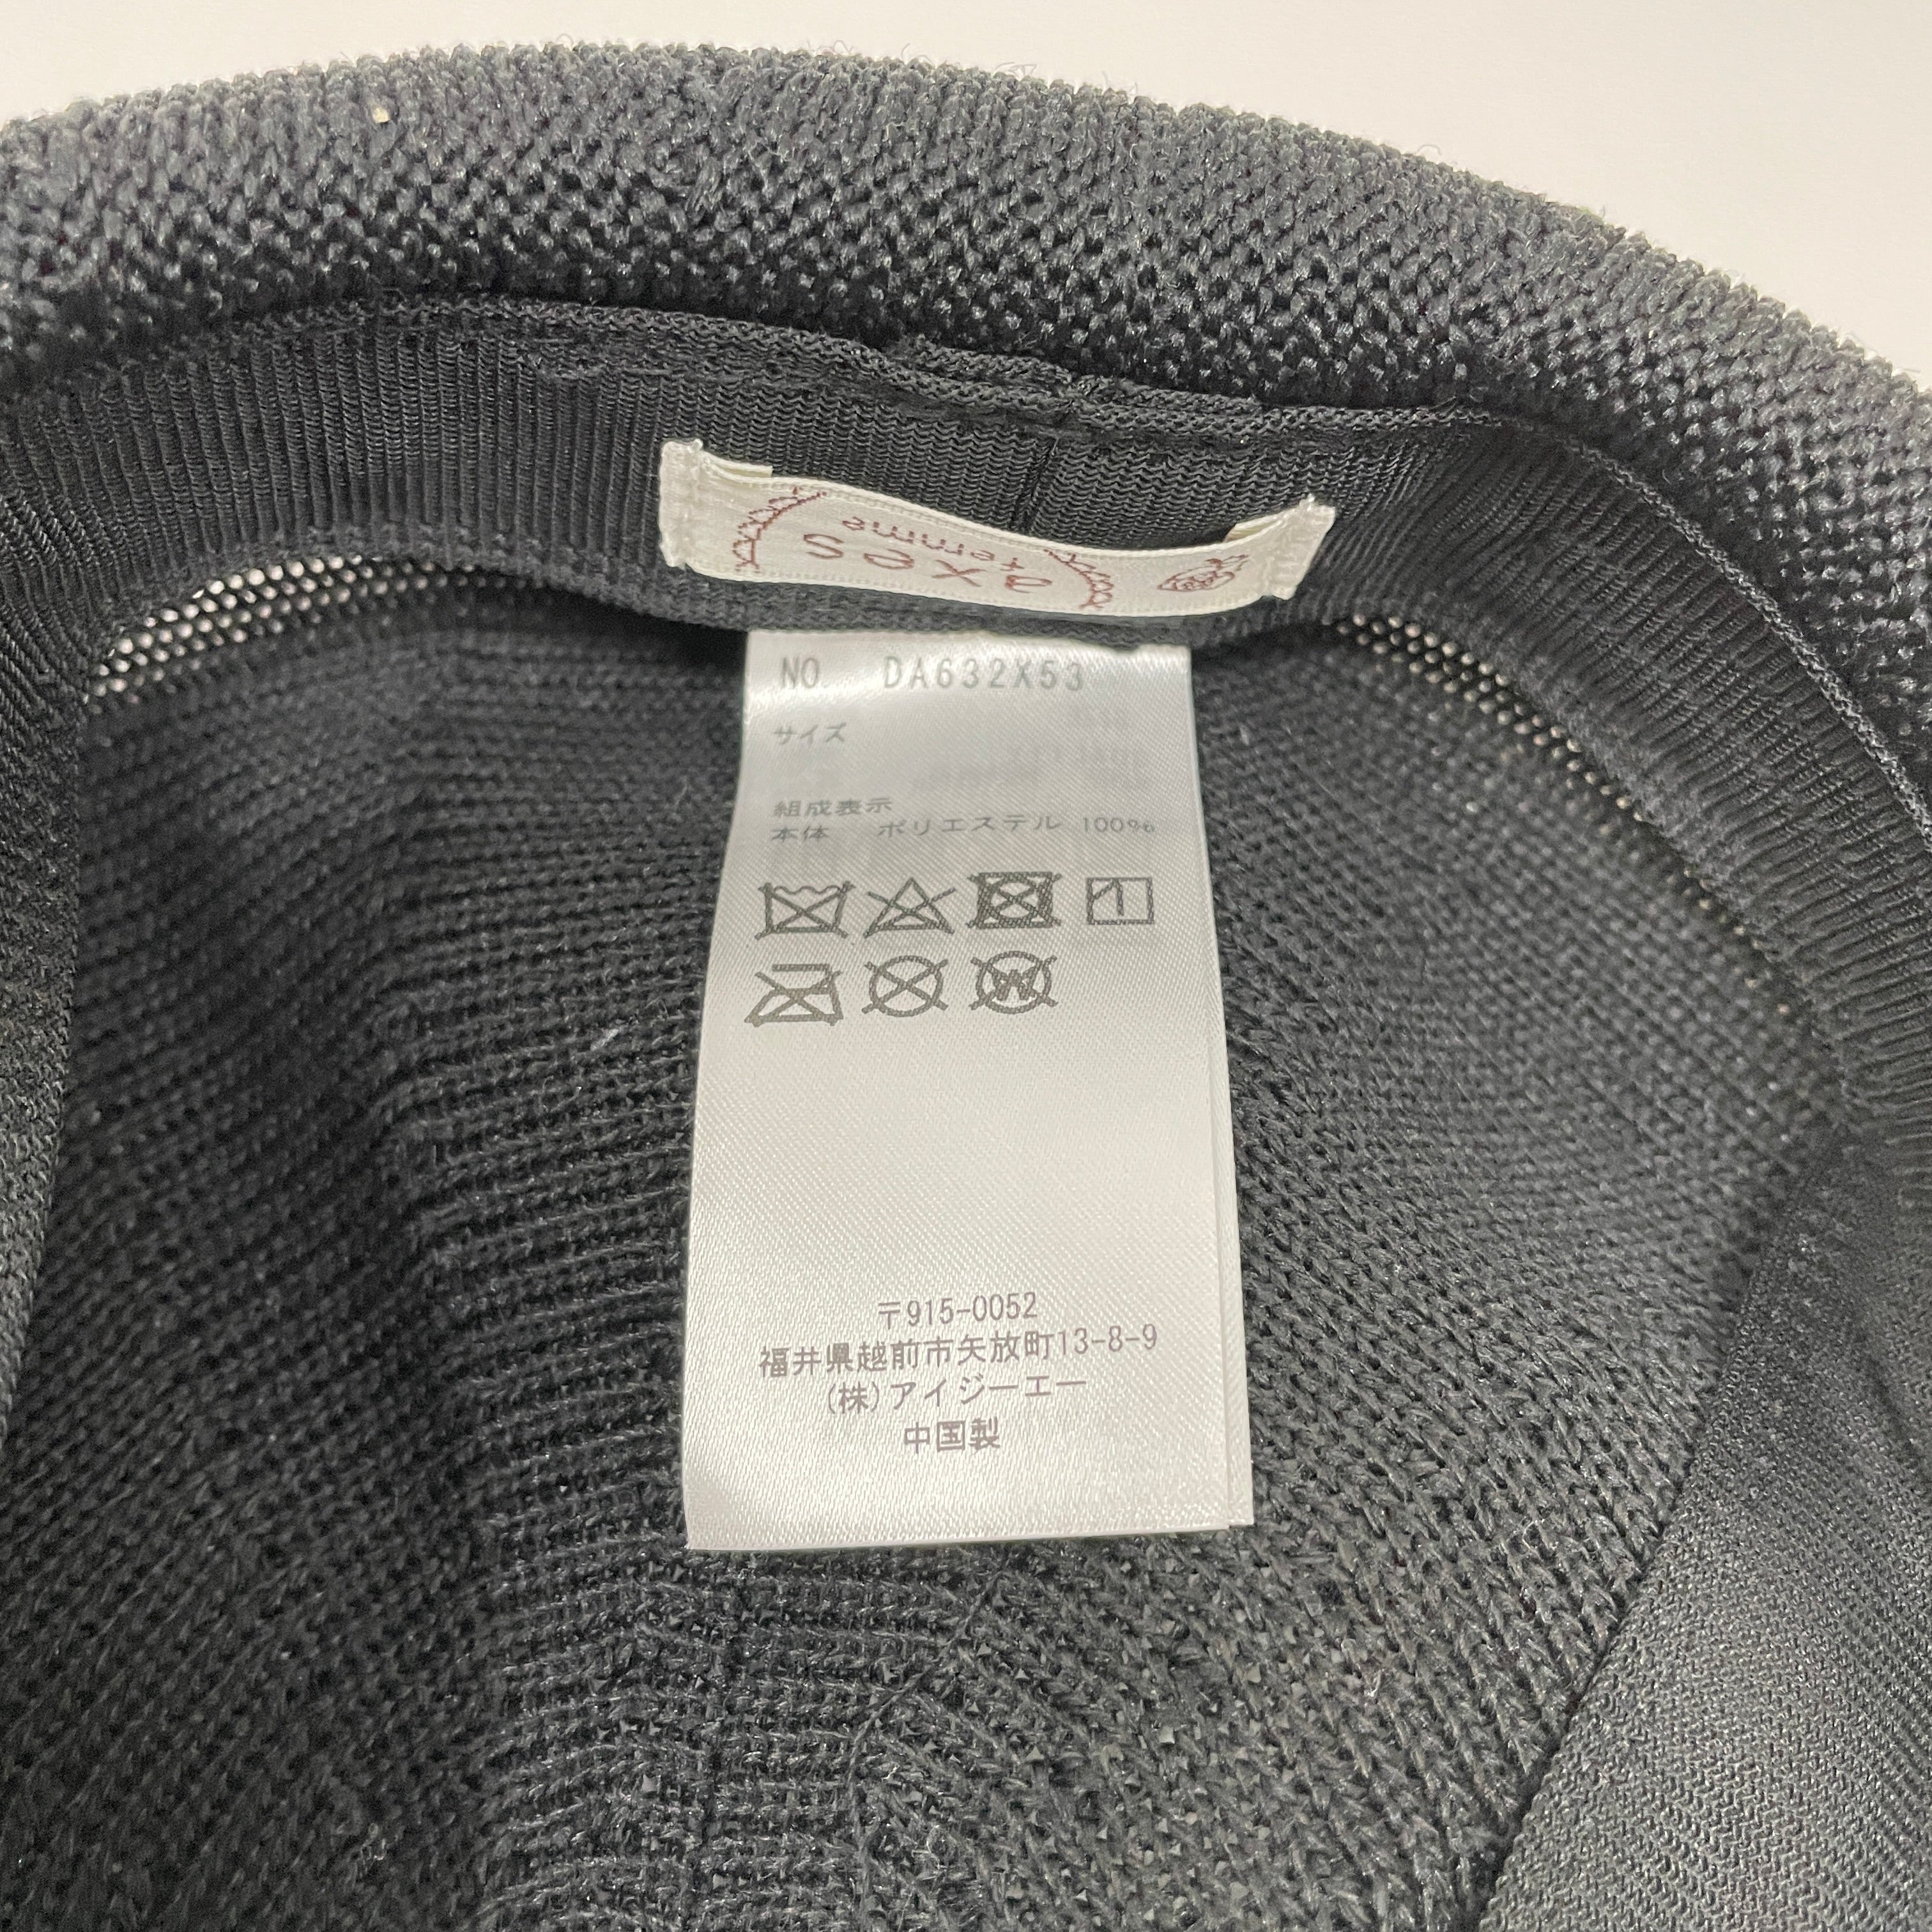 axes
femme
NO. DA632X53
サイズ
組成表示
本体 ポリエステル 100%
W
〒915-0052
福井県越前市矢放町13-8-9
(株)アイジーエー
中国製